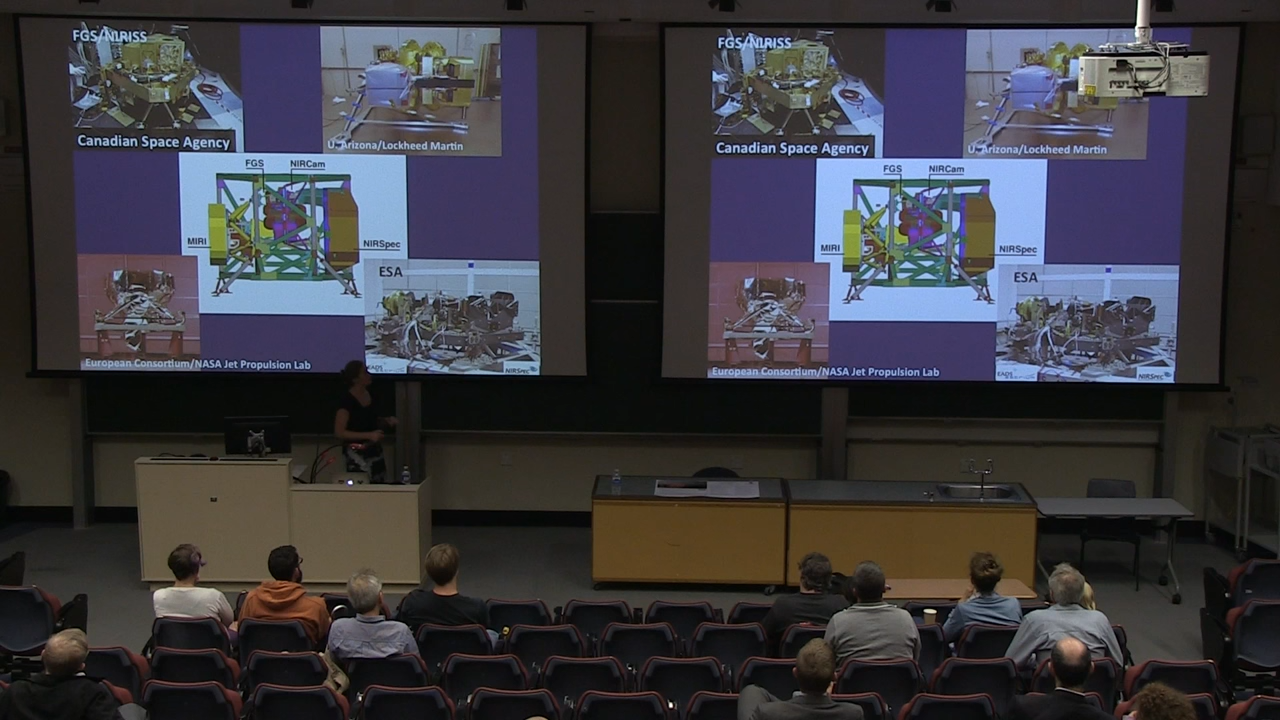 FGS/NIRISS
Canadian Space Agency
U. Arizona/Lockheed Martin
FGS
NIRCam
MIRI
NIRSpec
ESA
European Consortium/NASA Jet Propulsion Lab
NIRSpec
FGS/NIRISS
Canadian Space Agency
U. Arizona/Lockheed Martin
FGS
NIRCam
MIRI
NIRSpec
ESA
European Consortium/NASA Jet Propulsion Lab
EADS
NIRSpec